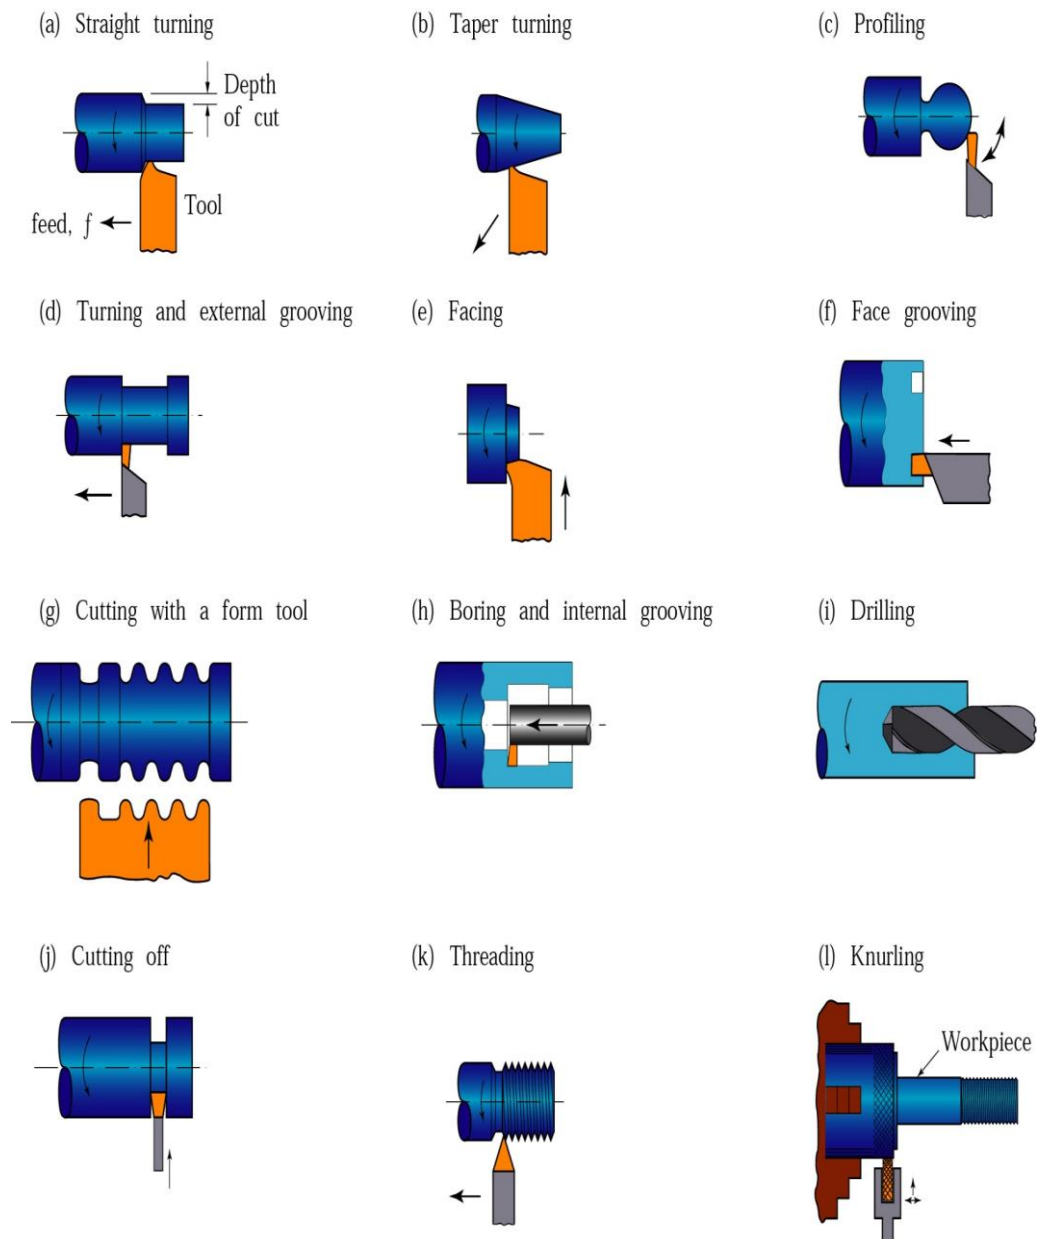 (a) Straight turning
(b) Taper turning
(c) Profiling
Depth
of cut
Tool
feed, f
(d) Turning and external grooving
(e) Facing
(f) Face grooving
(g) Cutting with a form tool
(h) Boring and internal grooving
(i) Drilling
(j) Cutting off
(k) Threading
(l) Knurling
Workpiece